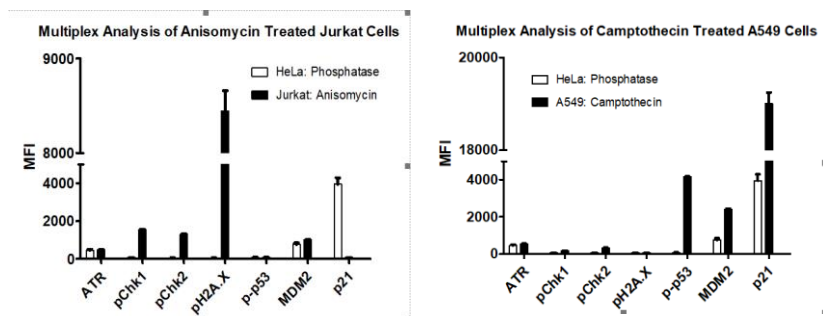 Multiplex Analysis of Anisomycin Treated Jurkat Cells
9000
HeLa: Phosphatase
Jurkat: Anisomycin
MFI
8000
4000
2000
0
ATR
pChk1
pChk2
pH2A.X
p-p53
MDM2
p21
Multiplex Analysis of Camptothecin Treated A549 Cells
20000
HeLa: Phosphatase
A549: Camptothecin
MFI
18000
4000
2000
0
ATR
pChk1
pChk2
pH2A.X
p-p53
MDM2
p21